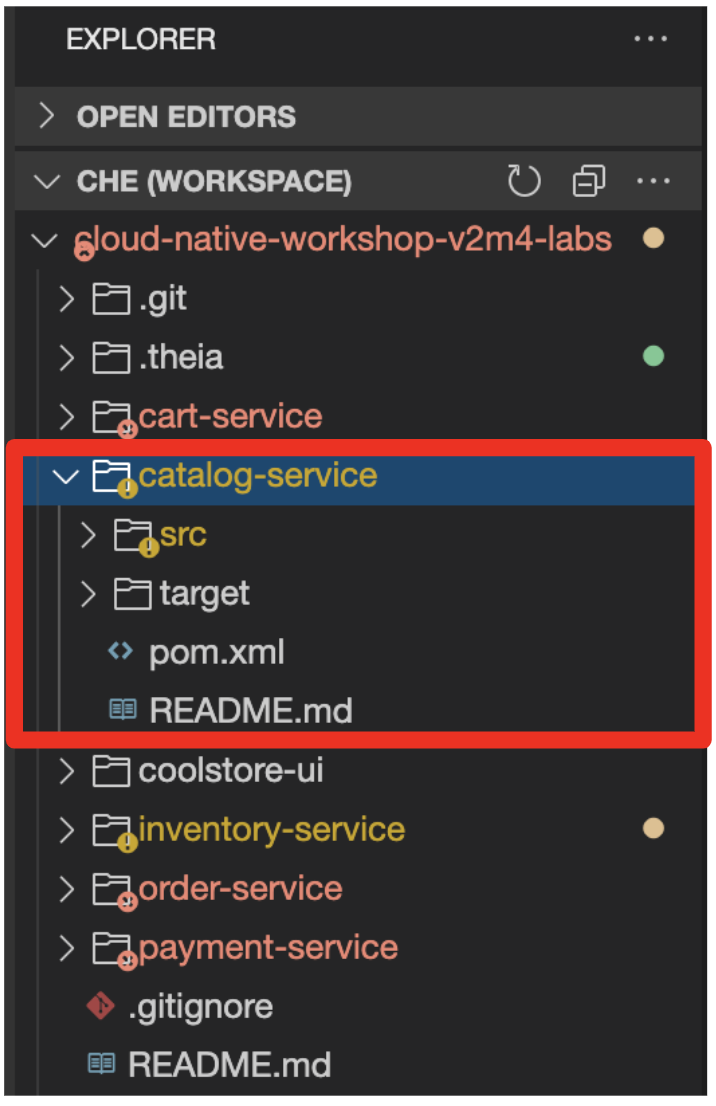 EXPLORER
OPEN EDITORS
CHE (WORKSPACE)
cloud-native-workshop-v2m4-labs
.git
.theia
cart-service
catalog-service
src
target
pom.xml
README.md
coolstore-ui
inventory-service
order-service
payment-service
.gitignore
README.md